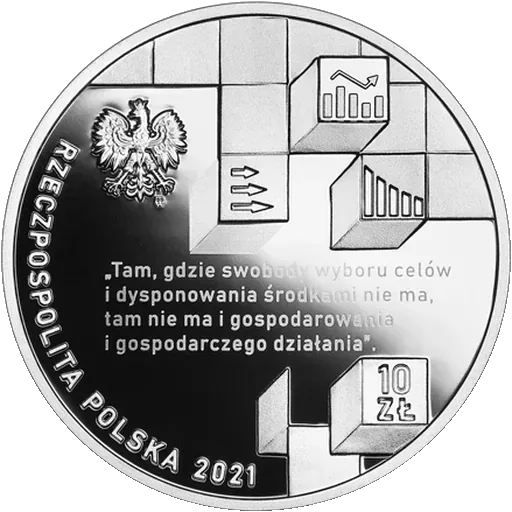 RZECZPOSPOLITA POLSKA 2021
„Tam, gdzie swobody wyboru celów
i dysponowania środkami nie ma,
tam nie ma i gospodarowania
i gospodarczego działania”.
10
ZŁ